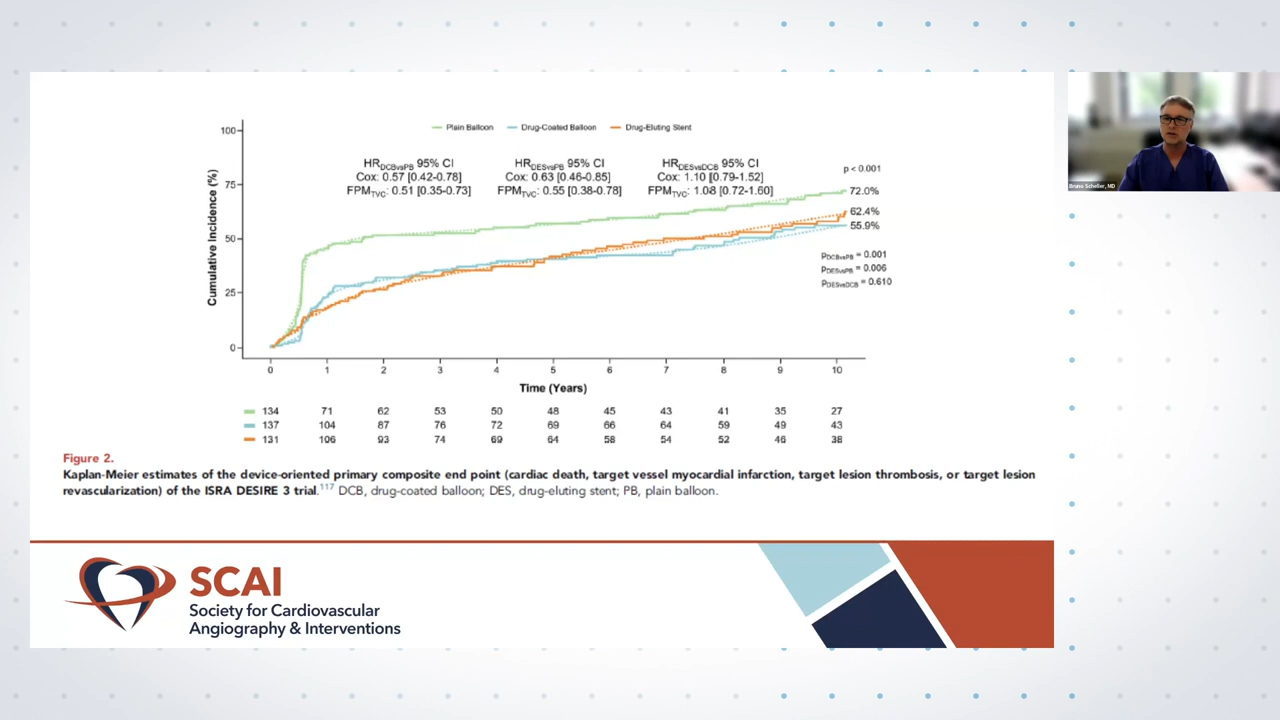 100
75
50
25
0
Cumulative Incidence (%)
Plain Balloon Drug-Coated Balloon Drug-Eluting Stent
HRDCBvsPB 95% CI
Cox: 0.57 [0.42-0.78]
FPMTVC: 0.51 [0.35-0.73]
HRDESvsPB 95% CI
Cox: 0.63 [0.46-0.85]
FPMTVC: 0.55 [0.38-0.78]
HRDESvsDCB 95% CI
Cox: 1.10 [0.79-1.52]
FPMTVC: 1.08 [0.72-1.60]
p < 0.001
72.0%
62.4%
55.9%
pDCBvsPB = 0.001
pDESvsPB = 0.006
pDESvsDCB = 0.610
0 1 2 3 4 5 6 7 8 9 10
Time (Years)
134 71 62 53 50 48 45 43 41 35 27
137 104 87 76 72 69 66 64 59 49 43
131 106 93 74 69 64 58 54 52 46 38
Figure 2.
Kaplan-Meier estimates of the device-oriented primary composite end point (cardiac death, target vessel myocardial infarction, target lesion thrombosis, or target lesion
revascularization) of the ISRA DESIRE 3 trial.117 DCB, drug-coated balloon; DES, drug-eluting stent; PB, plain balloon.
SCAI
Society for Cardiovascular
Angiography & Interventions
Bruno Scheller, MD